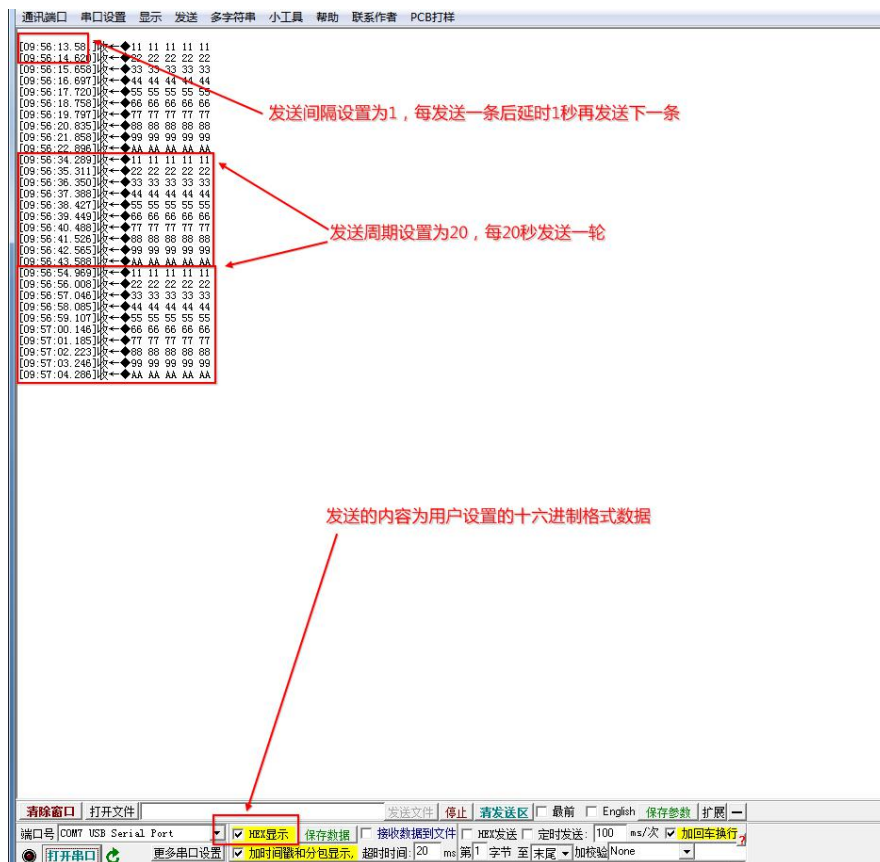 通讯端口 串口设置 显示 发送 多字符串 小工具 帮助 联系作者 PCB打样
[09:56:13.58 ]收←◆11 11 11 11 11
[09:56:14.620]收←◆22 22 22 22 22
[09:56:15.658]收←◆33 33 33 33 33
[09:56:16.697]收←◆44 44 44 44 44
[09:56:17.720]收←◆55 55 55 55 55
[09:56:18.758]收←◆66 66 66 66 66
[09:56:19.797]收←◆77 77 77 77 77
[09:56:20.835]收←◆88 88 88 88 88
[09:56:21.858]收←◆99 99 99 99 99
[09:56:22.896]收←◆AA AA AA AA AA
[09:56:34.289]收←◆11 11 11 11 11
[09:56:35.311]收←◆22 22 22 22 22
[09:56:36.350]收←◆33 33 33 33 33
[09:56:37.388]收←◆44 44 44 44 44
[09:56:38.427]收←◆55 55 55 55 55
[09:56:39.449]收←◆66 66 66 66 66
[09:56:40.488]收←◆77 77 77 77 77
[09:56:41.526]收←◆88 88 88 88 88
[09:56:42.565]收←◆99 99 99 99 99
[09:56:43.588]收←◆AA AA AA AA AA
[09:56:54.969]收←◆11 11 11 11 11
[09:56:56.008]收←◆22 22 22 22 22
[09:56:57.046]收←◆33 33 33 33 33
[09:56:58.085]收←◆44 44 44 44 44
[09:56:59.107]收←◆55 55 55 55 55
[09:57:00.146]收←◆66 66 66 66 66
[09:57:01.185]收←◆77 77 77 77 77
[09:57:02.223]收←◆88 88 88 88 88
[09:57:03.246]收←◆99 99 99 99 99
[09:57:04.286]收←◆AA AA AA AA AA
发送间隔设置为1，每发送一条后延时1秒再发送下一条
发送周期设置为20，每20秒发送一轮
发送的内容为用户设置的十六进制格式数据
清除窗口 打开文件 发送文件 停止 清发送区 最前 English 保存参数 扩展 —
端口号 COM7 USB Serial Port HEX显示 保存数据 接收数据到文件 HEX发送 定时发送: 100 ms/次 加回车换行 ?
打开串口 更多串口设置 加时间戳和分包显示, 超时时间: 20 ms 第1 字节 至 末尾 加校验 None